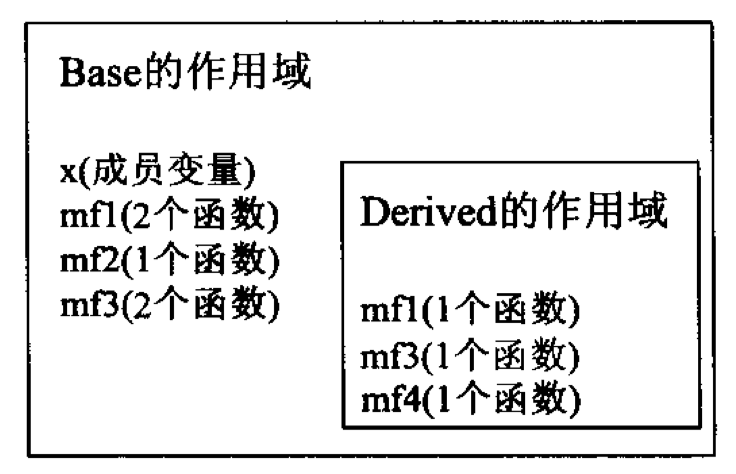 Base的作用域
x(成员变量)
mf1(2个函数)
mf2(1个函数)
mf3(2个函数)
Derived的作用域
mf1(1个函数)
mf3(1个函数)
mf4(1个函数)